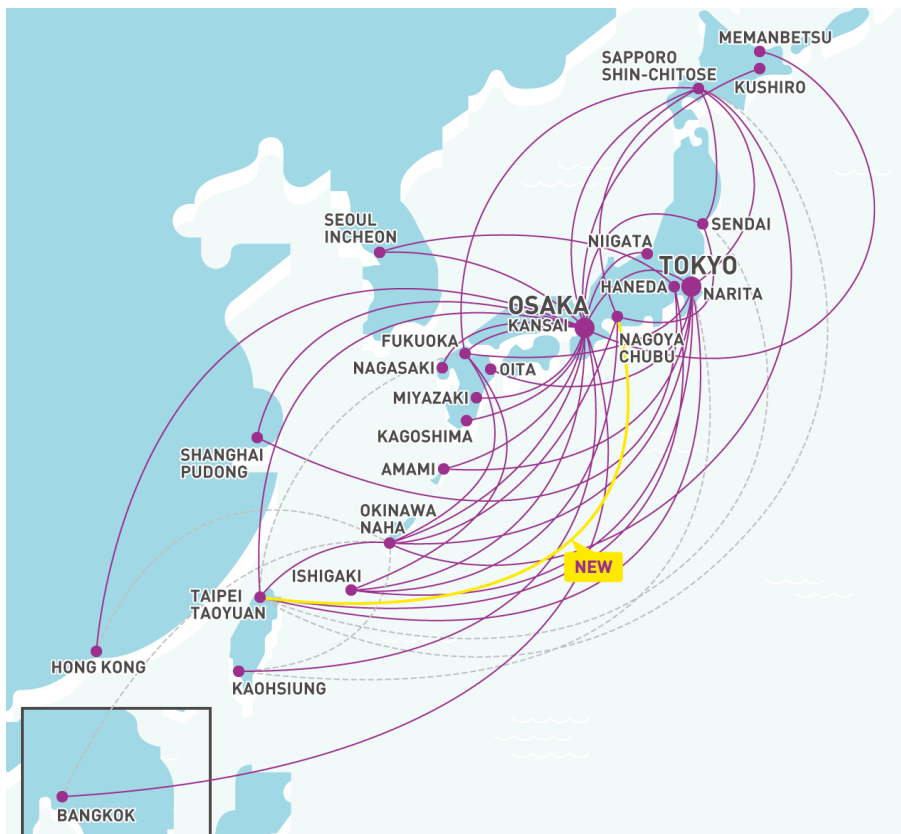 MEMANBETSU
SAPPORO
SHIN-CHITOSE
KUSHIRO
SEOUL
INCHEON
SENDAI
NIIGATA
TOKYO
HANEDA
NARITA
OSAKA
KANSAI
FUKUOKA
NAGOYA
CHUBU
NAGASAKI
OITA
MIYAZAKI
KAGOSHIMA
SHANGHAI
PUDONG
AMAMI
OKINAWA
NAHA
NEW
ISHIGAKI
TAIPEI
TAOYUAN
HONG KONG
KAOHSIUNG
BANGKOK